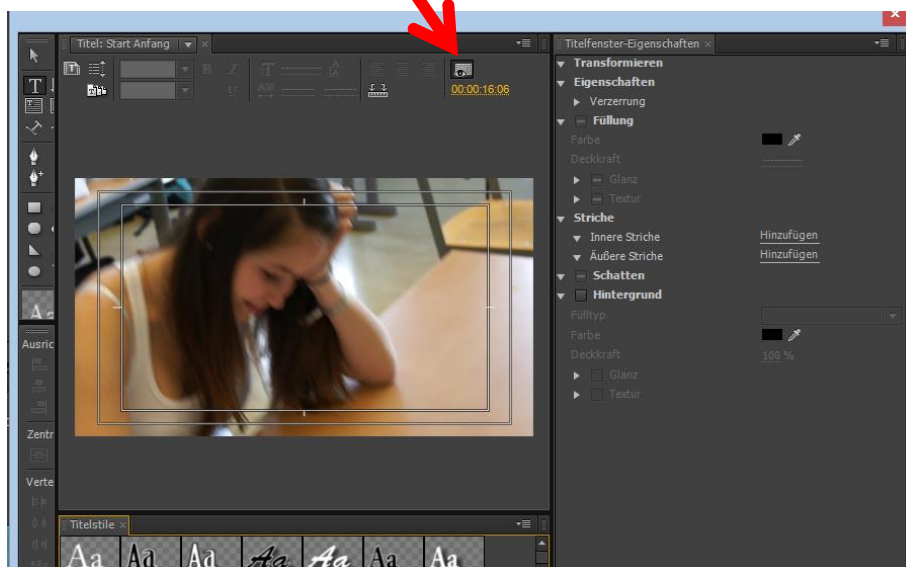 Titel: Start Anfang
B I T
U
00:00:16:06
Ausric
Zentr
Verte
Titelstile
Aa Aa Aa Aa Aa Aa Aa
Titelfenster-Eigenschaften
Transformieren
Eigenschaften
Verzerrung
Füllung
Farbe
Deckkraft
Glanz
Textur
Striche
Innere Striche Hinzufügen
Äußere Striche Hinzufügen
Schatten
Hintergrund
Fülltyp
Farbe
Deckkraft 100 %
Glanz
Textur